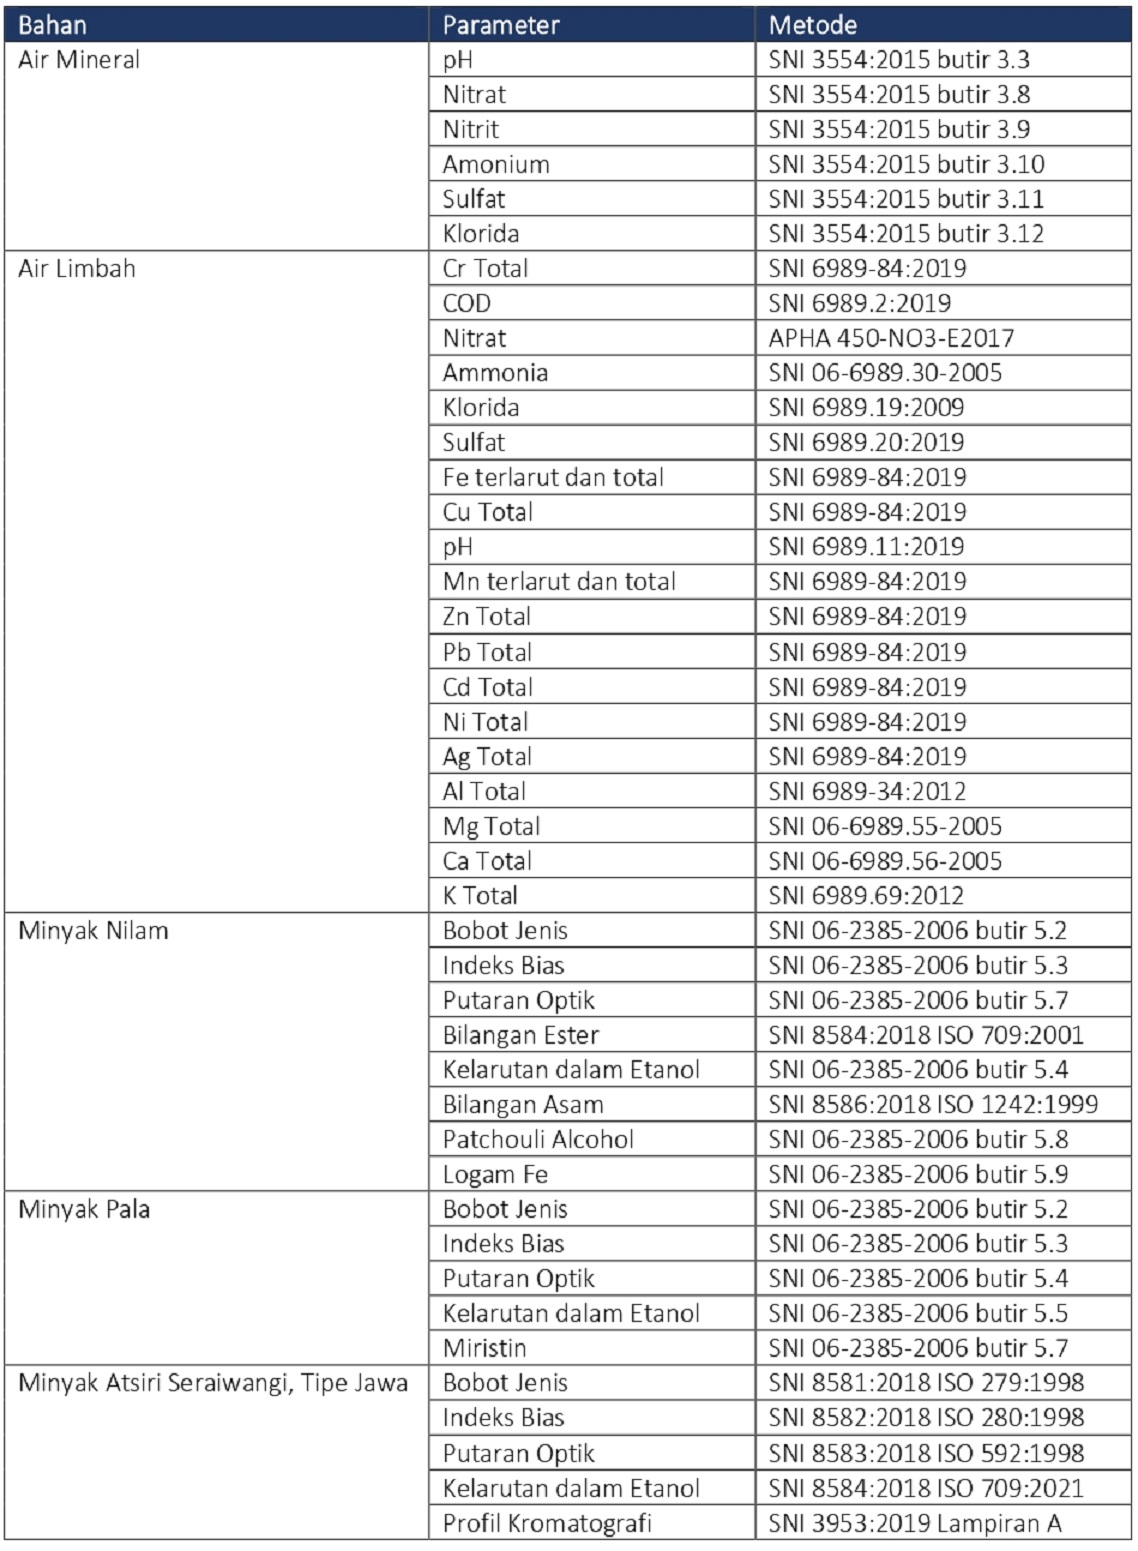 Bahan Parameter Metode
Air Mineral pH SNI 3554:2015 butir 3.3
Nitrat SNI 3554:2015 butir 3.8
Nitrit SNI 3554:2015 butir 3.9
Amonium SNI 3554:2015 butir 3.10
Sulfat SNI 3554:2015 butir 3.11
Klorida SNI 3554:2015 butir 3.12
Air Limbah Cr Total SNI 6989-84:2019
COD SNI 6989.2:2019
Nitrat APHA 450-NO3-E2017
Ammonia SNI 06-6989.30-2005
Klorida SNI 6989.19:2009
Sulfat SNI 6989.20:2019
Fe terlarut dan total SNI 6989-84:2019
Cu Total SNI 6989-84:2019
pH SNI 6989.11:2019
Mn terlarut dan total SNI 6989-84:2019
Zn Total SNI 6989-84:2019
Pb Total SNI 6989-84:2019
Cd Total SNI 6989-84:2019
Ni Total SNI 6989-84:2019
Ag Total SNI 6989-84:2019
Al Total SNI 6989-34:2012
Mg Total SNI 06-6989.55-2005
Ca Total SNI 06-6989.56-2005
K Total SNI 6989.69:2012
Minyak Nilam Bobot Jenis SNI 06-2385-2006 butir 5.2
Indeks Bias SNI 06-2385-2006 butir 5.3
Putaran Optik SNI 06-2385-2006 butir 5.7
Bilangan Ester SNI 8584:2018 ISO 709:2001
Kelarutan dalam Etanol SNI 06-2385-2006 butir 5.4
Bilangan Asam SNI 8586:2018 ISO 1242:1999
Patchouli Alcohol SNI 06-2385-2006 butir 5.8
Logam Fe SNI 06-2385-2006 butir 5.9
Minyak Pala Bobot Jenis SNI 06-2385-2006 butir 5.2
Indeks Bias SNI 06-2385-2006 butir 5.3
Putaran Optik SNI 06-2385-2006 butir 5.4
Kelarutan dalam Etanol SNI 06-2385-2006 butir 5.5
Miristin SNI 06-2385-2006 butir 5.7
Minyak Atsiri Seraiwangi, Tipe Jawa Bobot Jenis SNI 8581:2018 ISO 279:1998
Indeks Bias SNI 8582:2018 ISO 280:1998
Putaran Optik SNI 8583:2018 ISO 592:1998
Kelarutan dalam Etanol SNI 8584:2018 ISO 709:2021
Profil Kromatografi SNI 3953:2019 Lampiran A